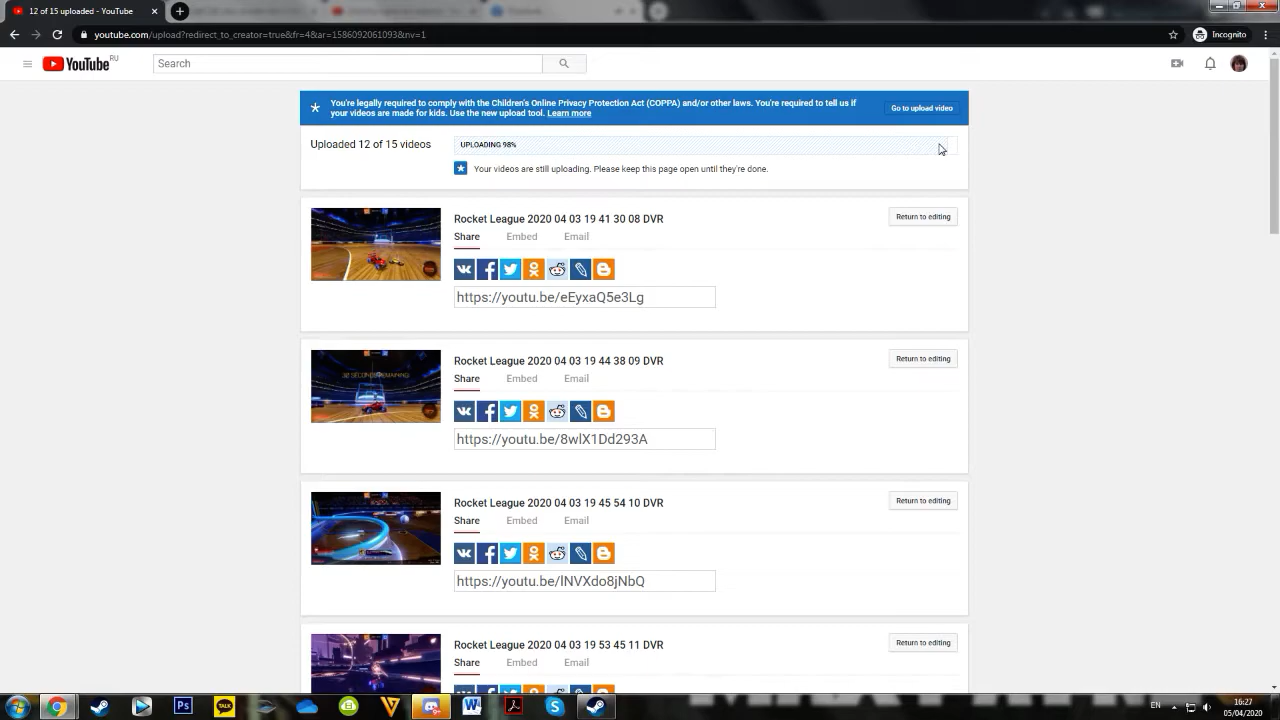 12 of 15 uploaded - YouTube
youtube.com/upload?redirect_to_creator=true&fr=4&ar=1586092061093&nv=1
Incognito
YouTube RU
Search
You're legally required to comply with the Children's Online Privacy Protection Act (COPPA) and/or other laws. You're required to tell us if
your videos are made for kids. Use the new upload tool. Learn more
Go to upload video
Uploaded 12 of 15 videos
UPLOADING 98%
Your videos are still uploading. Please keep this page open until they're done.
Rocket League 2020 04 03 19 41 30 08 DVR
Return to editing
Share Embed Email
https://youtu.be/eEyxaQ5e3Lg
Rocket League 2020 04 03 19 44 38 09 DVR
Return to editing
Share Embed Email
30 SECONDS REMAINING!
https://youtu.be/8wlX1Dd293A
Rocket League 2020 04 03 19 45 54 10 DVR
Return to editing
Share Embed Email
https://youtu.be/lNVXdo8jNbQ
Rocket League 2020 04 03 19 53 45 11 DVR
Return to editing
Share Embed Email
Ps
TALK
EN
16:27
05/04/2020